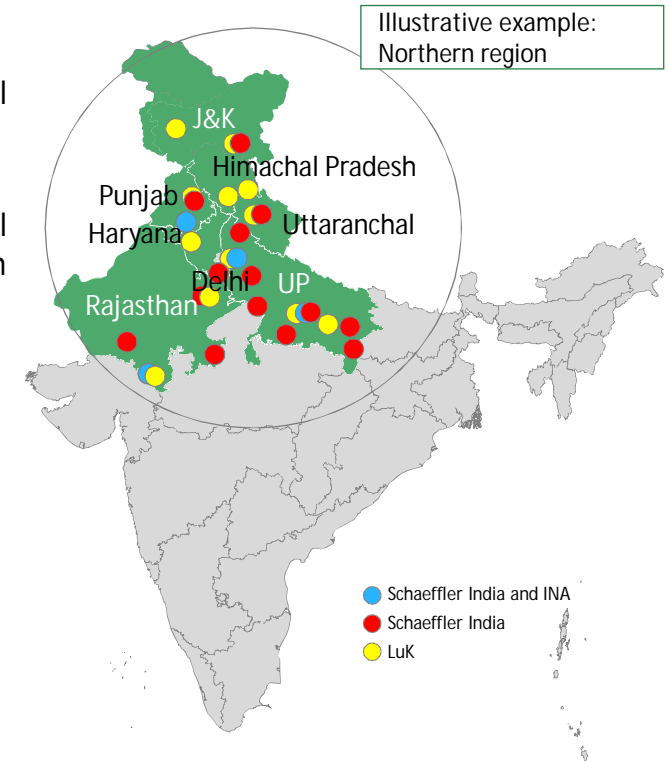 Illustrative example:
Northern region
l
J&K
Himachal Pradesh
Punjab
l
Uttaranchal
Haryana
n
Delhi
UP
Rajasthan
Schaeffler India and INA
Schaeffler India
LuK